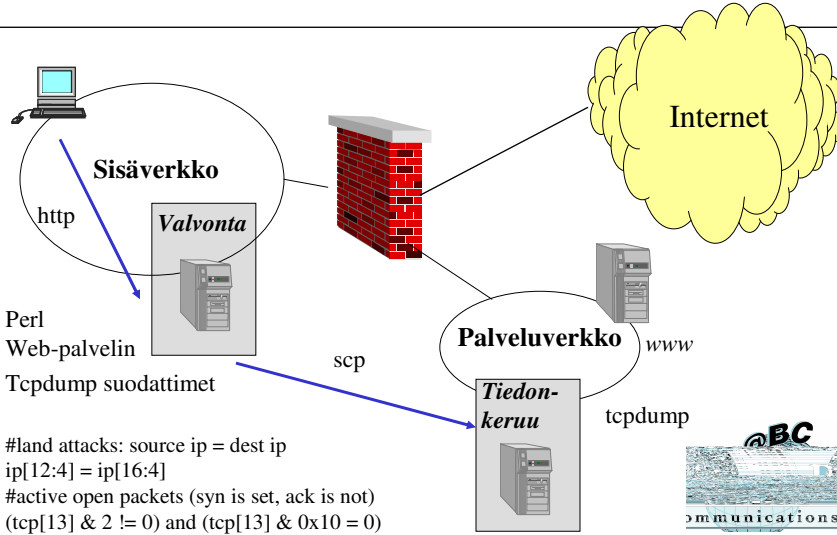 Internet
Sisäverkko
http
Valvonta
Perl
Web-palvelin
Tcpdump suodattimet
scp
Palveluverkko
www
Tiedon-
keruu
tcpdump
#land attacks: source ip = dest ip
ip[12:4] = ip[16:4]
#active open packets (syn is set, ack is not)
(tcp[13] & 2 != 0) and (tcp[13] & 0x10 = 0)
@BC
ommunications